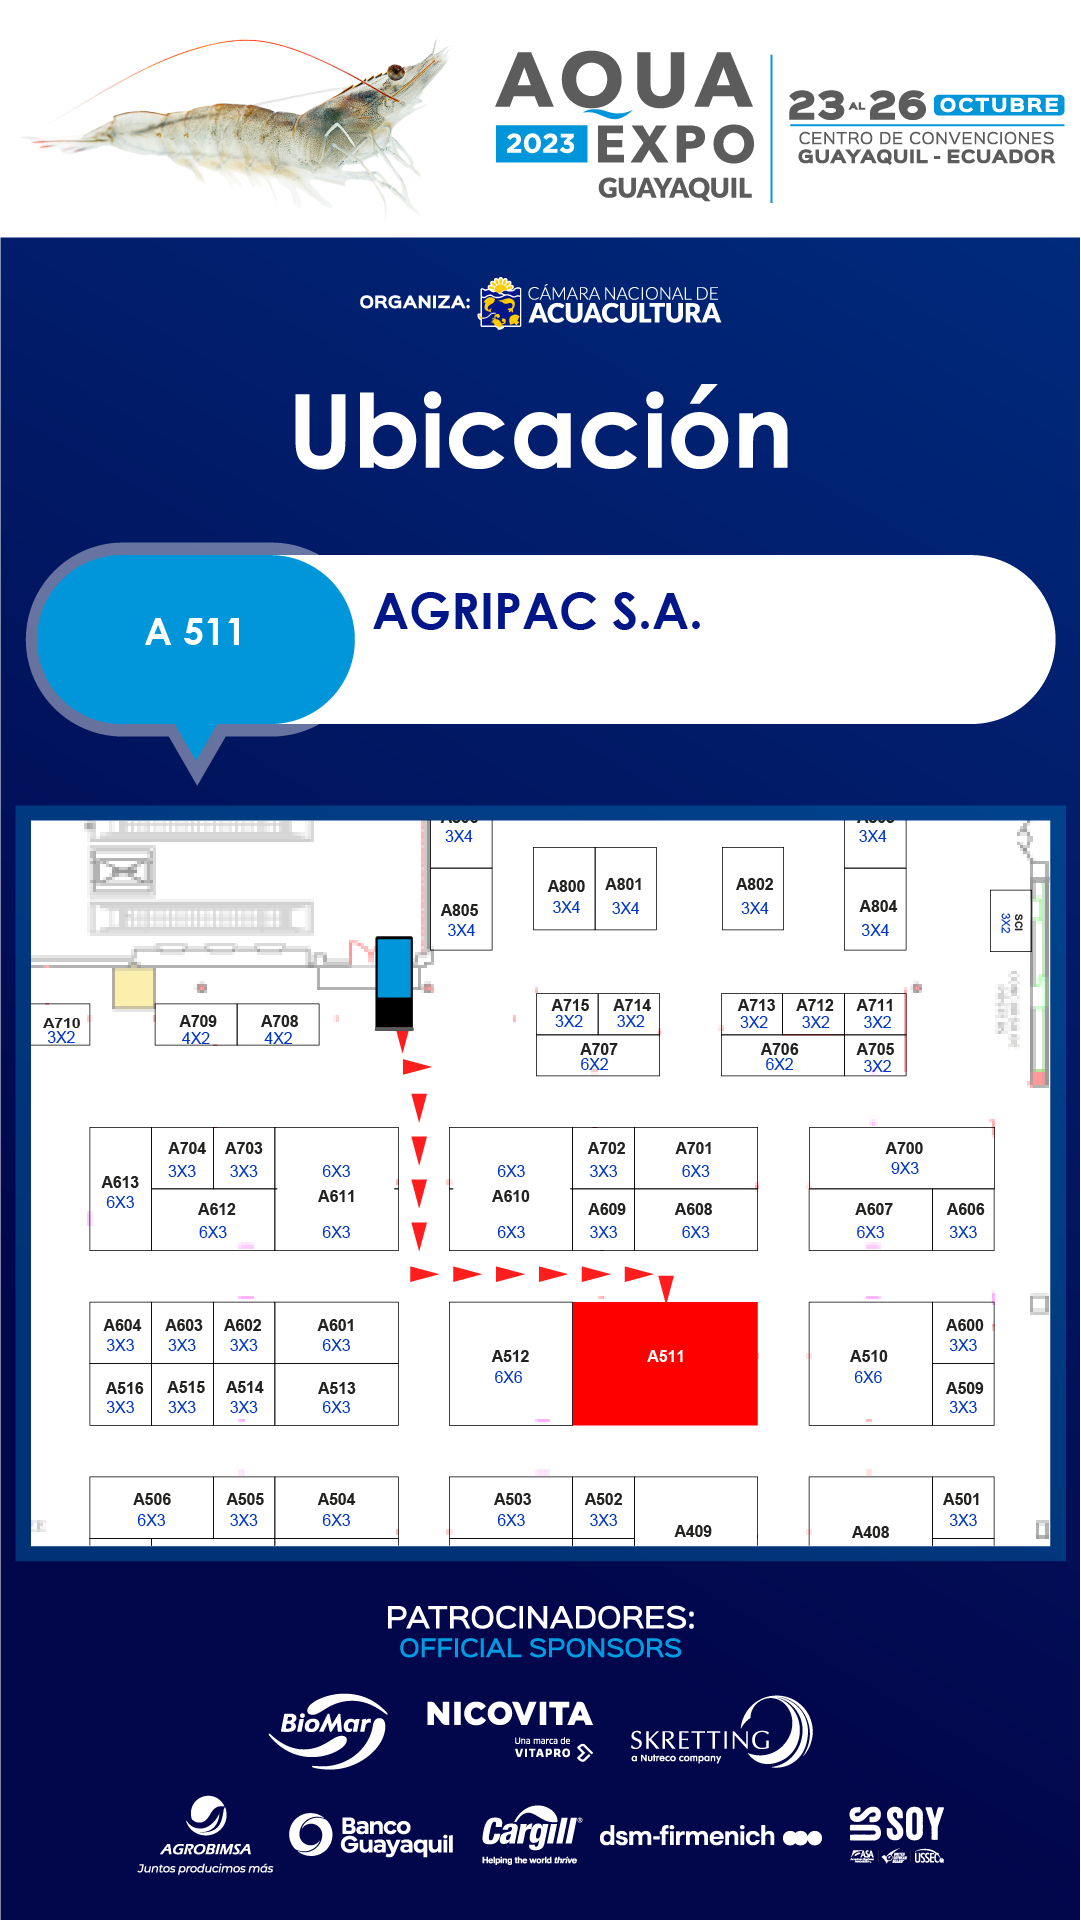 AQUA
2023 EXPO
GUAYAQUIL
23 AL 26 OCTUBRE
CENTRO DE CONVENCIONES
GUAYAQUIL - ECUADOR
ORGANIZA:
CÁMARA NACIONAL DE
ACUACULTURA
Ubicación
A 511
AGRIPAC S.A.
3X4
3X4
A800
3X4
A801
3X4
A802
3X4
A805
3X4
A804
3X4
SCI
3X2
A715
3X2
A714
3X2
A713
3X2
A712
3X2
A711
3X2
A710
3X2
A709
4X2
A708
4X2
A707
6X2
A706
6X2
A705
3X2
A613
6X3
A704
3X3
A703
3X3
6X3
A611
6X3
A612
6X3
6X3
A610
6X3
A702
3X3
A701
6X3
A609
3X3
A608
6X3
A700
9X3
A607
6X3
A606
3X3
A604
3X3
A603
3X3
A602
3X3
A601
6X3
A516
3X3
A515
3X3
A514
3X3
A513
6X3
A512
6X6
A511
A510
6X6
A600
3X3
A509
3X3
A506
6X3
A505
3X3
A504
6X3
A503
6X3
A502
3X3
A409
A408
A501
3X3
PATROCINADORES:
OFFICIAL SPONSORS
BioMar
NICOVITA
Una marca de
VITAPRO
SKRETTING
a Nutreco company
AGROBIMSA
Juntos producimos más
Banco
Guayaquil
Cargill®
Helping the world thrive
dsm-firmenich
US SOY
ASA
USSEC